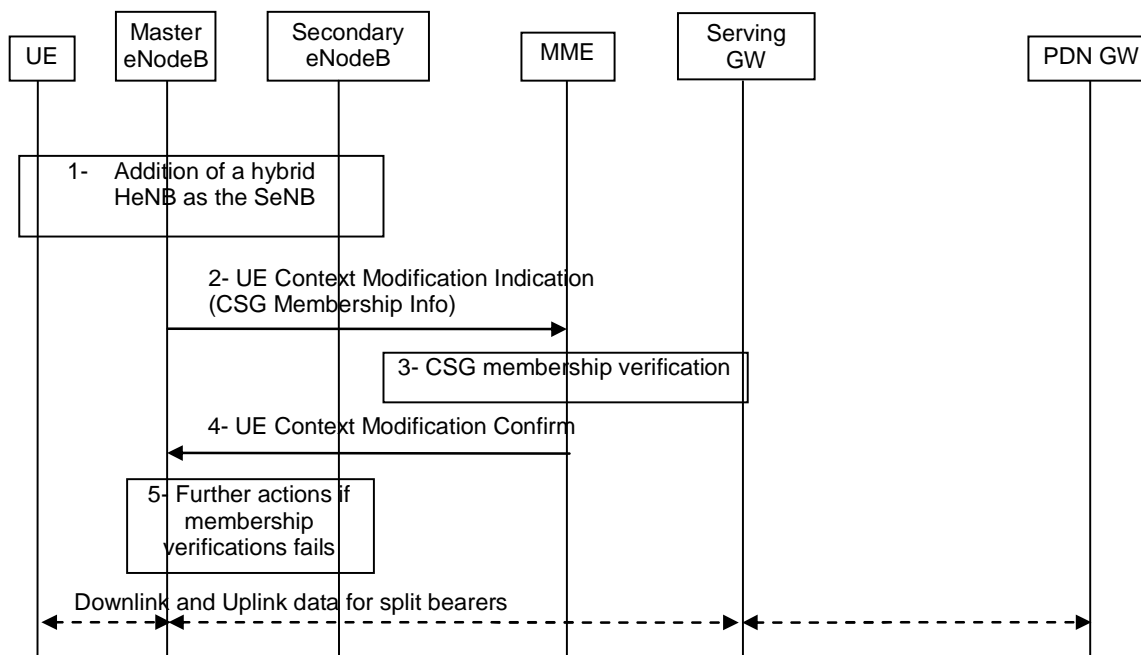 UE
Master
eNodeB
Secondary
eNodeB
MME
Serving
GW
PDN GW
1- Addition of a hybrid
HeNB as the SeNB
2- UE Context Modification Indication
(CSG Membership Info)
3- CSG membership verification
4- UE Context Modification Confirm
5- Further actions if
membership
verifications fails
Downlink and Uplink data for split bearers